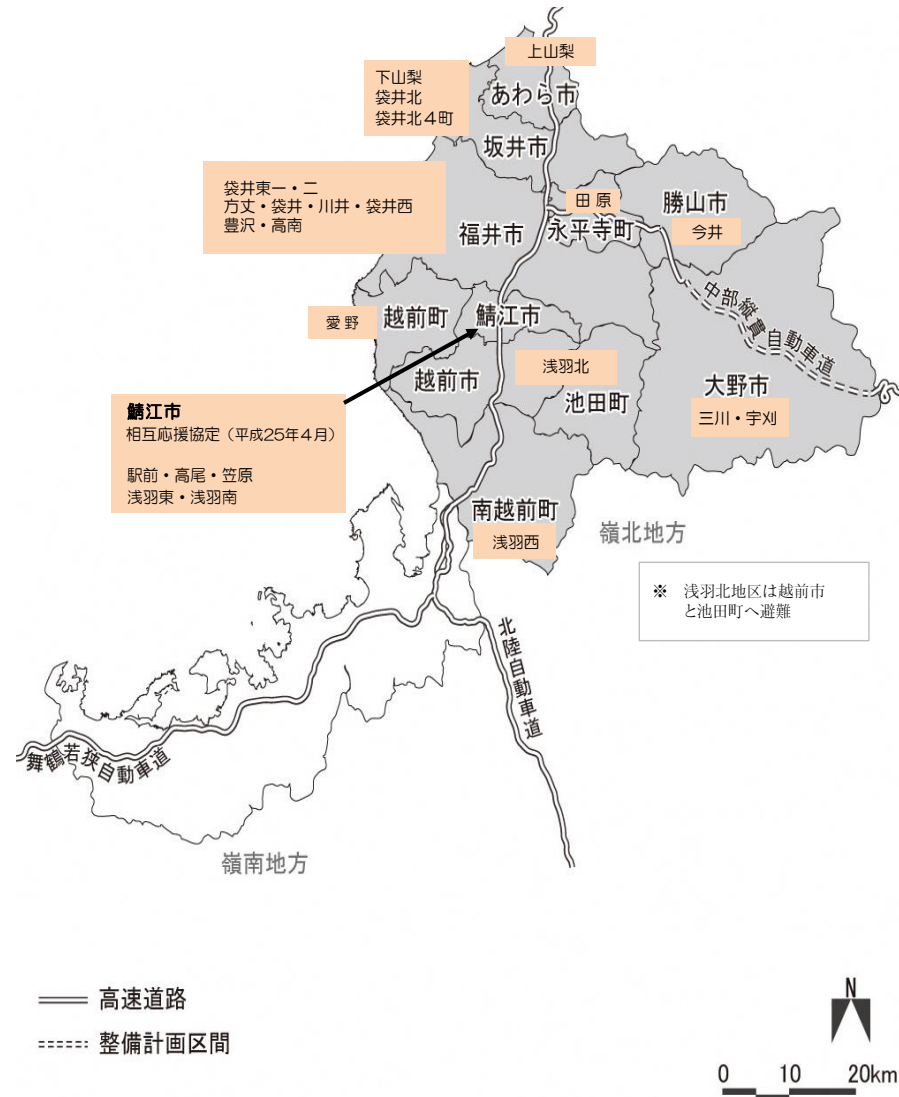 上山梨
あわら市
下山梨
袋井北
袋井北４町
坂井市
袋井東一・二
方丈・袋井・川井・袋井西
豊沢・高南
福井市
田原
永平寺町
勝山市
今井
中部縦貫自動車道
愛野
越前町
鯖江市
越前市
浅羽北
池田町
大野市
三川・宇刈
鯖江市
相互応援協定（平成25年４月）
駅前・高尾・笠原
浅羽東・浅羽南
南越前町
浅羽西
嶺北地方
※　浅羽北地区は越前市
と池田町へ避難
北陸自動車道
舞鶴若狭自動車道
嶺南地方
高速道路
整備計画区間
N
0 10 20km